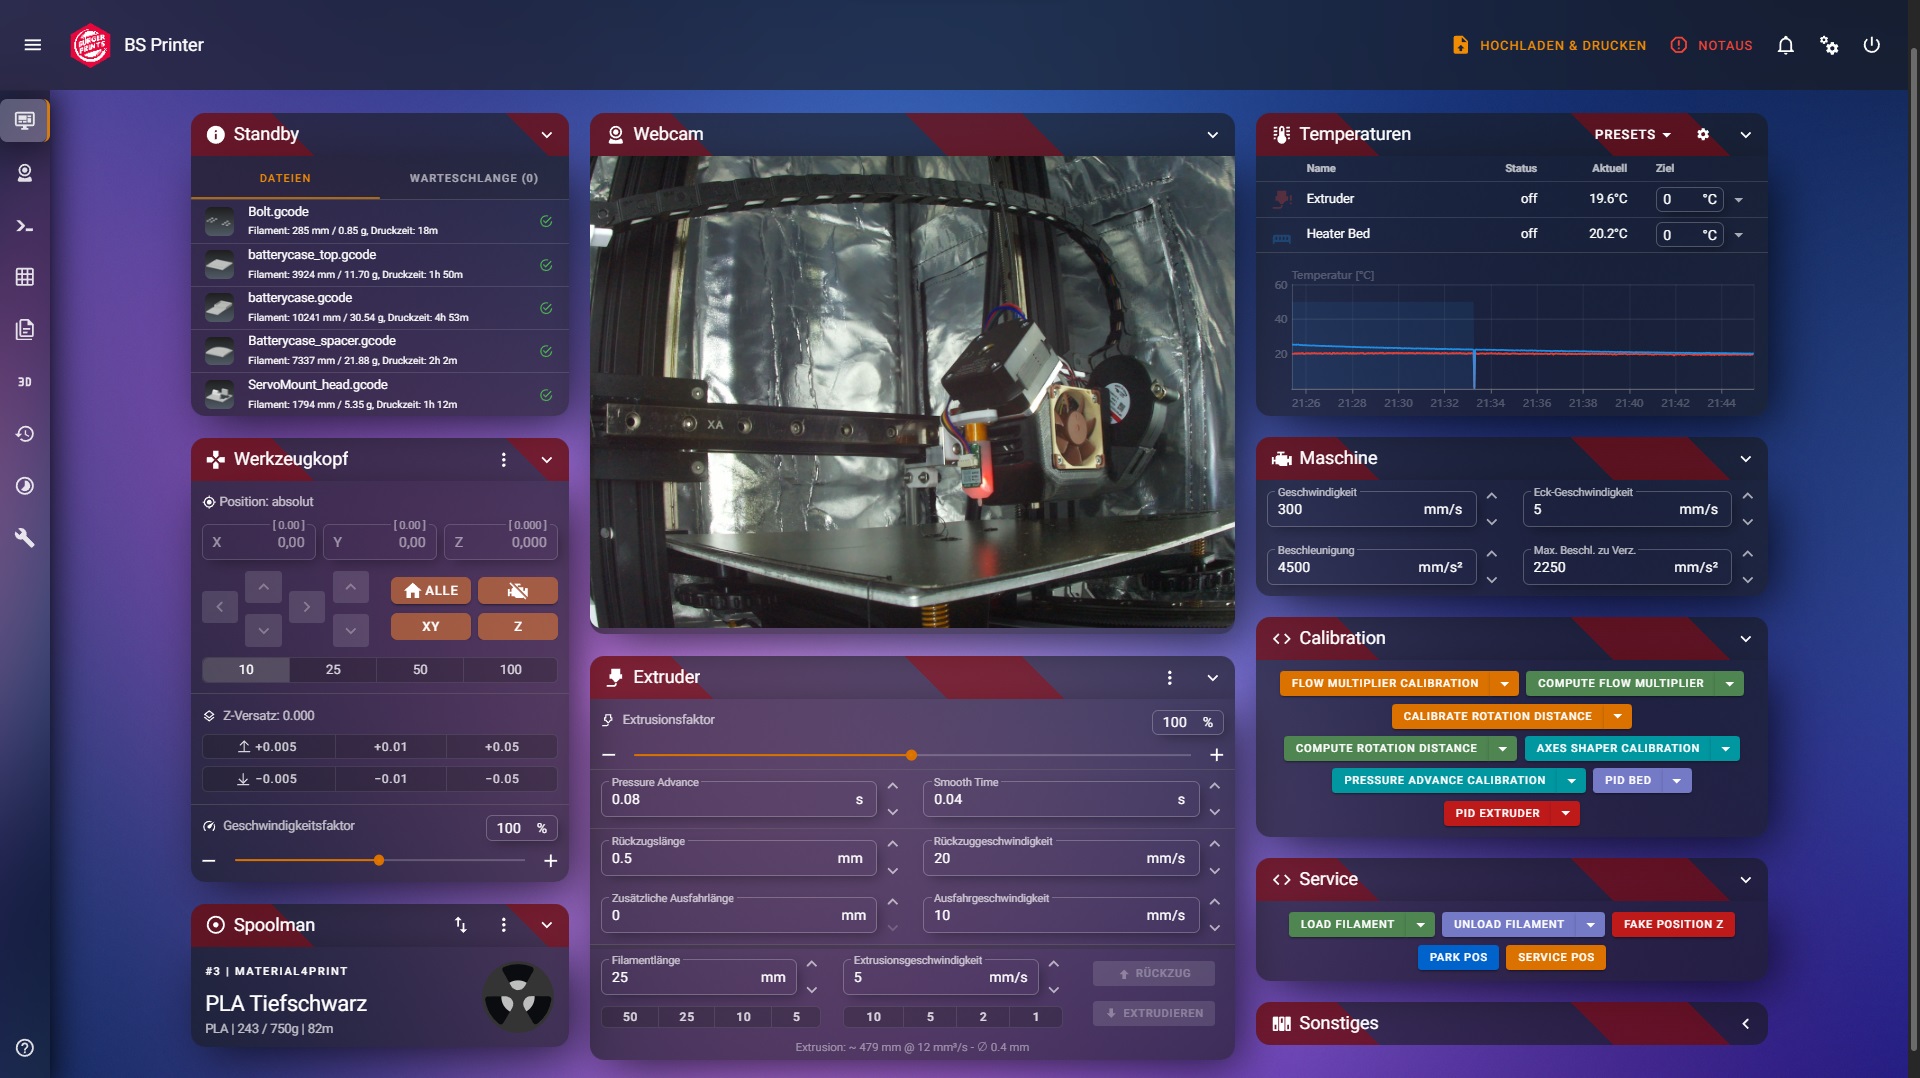 BURGER PRINTS
BS Printer
HOCHLADEN & DRUCKEN
NOTAUS
3D
Standby
DATEIEN
WARTESCHLANGE (0)
Bolt.gcode
Filament: 285 mm / 0.85 g, Druckzeit: 18m
batterycase_top.gcode
Filament: 3924 mm / 11.70 g, Druckzeit: 1h 50m
batterycase.gcode
Filament: 10241 mm / 30.54 g, Druckzeit: 4h 53m
Batterycase_spacer.gcode
Filament: 7337 mm / 21.88 g, Druckzeit: 2h 2m
ServoMount_head.gcode
Filament: 1794 mm / 5.35 g, Druckzeit: 1h 12m
Werkzeugkopf
Position: absolut
[ 0.00 ] [ 0.00 ] [ 0.000 ]
X 0,00 Y 0,00 Z 0,000
ALLE
XY Z
10 25 50 100
Z-Versatz: 0.000
+0.005 +0.01 +0.05
−0.005 −0.01 −0.05
Geschwindigkeitsfaktor 100 %
Spoolman
#3 | MATERIAL4PRINT
PLA Tiefschwarz
PLA | 243 / 750g | 82m
Webcam
XA
Extruder
Extrusionsfaktor 100 %
Pressure Advance Smooth Time
0.08 s 0.04 s
Rückzugslänge Rückzuggeschwindigkeit
0.5 mm 20 mm/s
Zusätzliche Ausfahrlänge Ausfahrgeschwindigkeit
0 mm 10 mm/s
Filamentlänge Extrusionsgeschwindigkeit
25 mm 5 mm/s
RÜCKZUG
50 25 10 5 10 5 2 1
EXTRUDIEREN
Extrusion: ~ 479 mm @ 12 mm³/s - ∅ 0.4 mm
Temperaturen PRESETS
Name Status Aktuell Ziel
Extruder off 19.6°C 0 °C
Heater Bed off 20.2°C 0 °C
Temperatur [°C]
60
40
20
21:26 21:28 21:30 21:32 21:34 21:36 21:38 21:40 21:42 21:44
Maschine
Geschwindigkeit Eck-Geschwindigkeit
300 mm/s 5 mm/s
Beschleunigung Max. Beschl. zu Verz.
4500 mm/s² 2250 mm/s²
Calibration
FLOW MULTIPLIER CALIBRATION COMPUTE FLOW MULTIPLIER
CALIBRATE ROTATION DISTANCE
COMPUTE ROTATION DISTANCE AXES SHAPER CALIBRATION
PRESSURE ADVANCE CALIBRATION PID BED
PID EXTRUDER
Service
LOAD FILAMENT UNLOAD FILAMENT FAKE POSITION Z
PARK POS SERVICE POS
Sonstiges